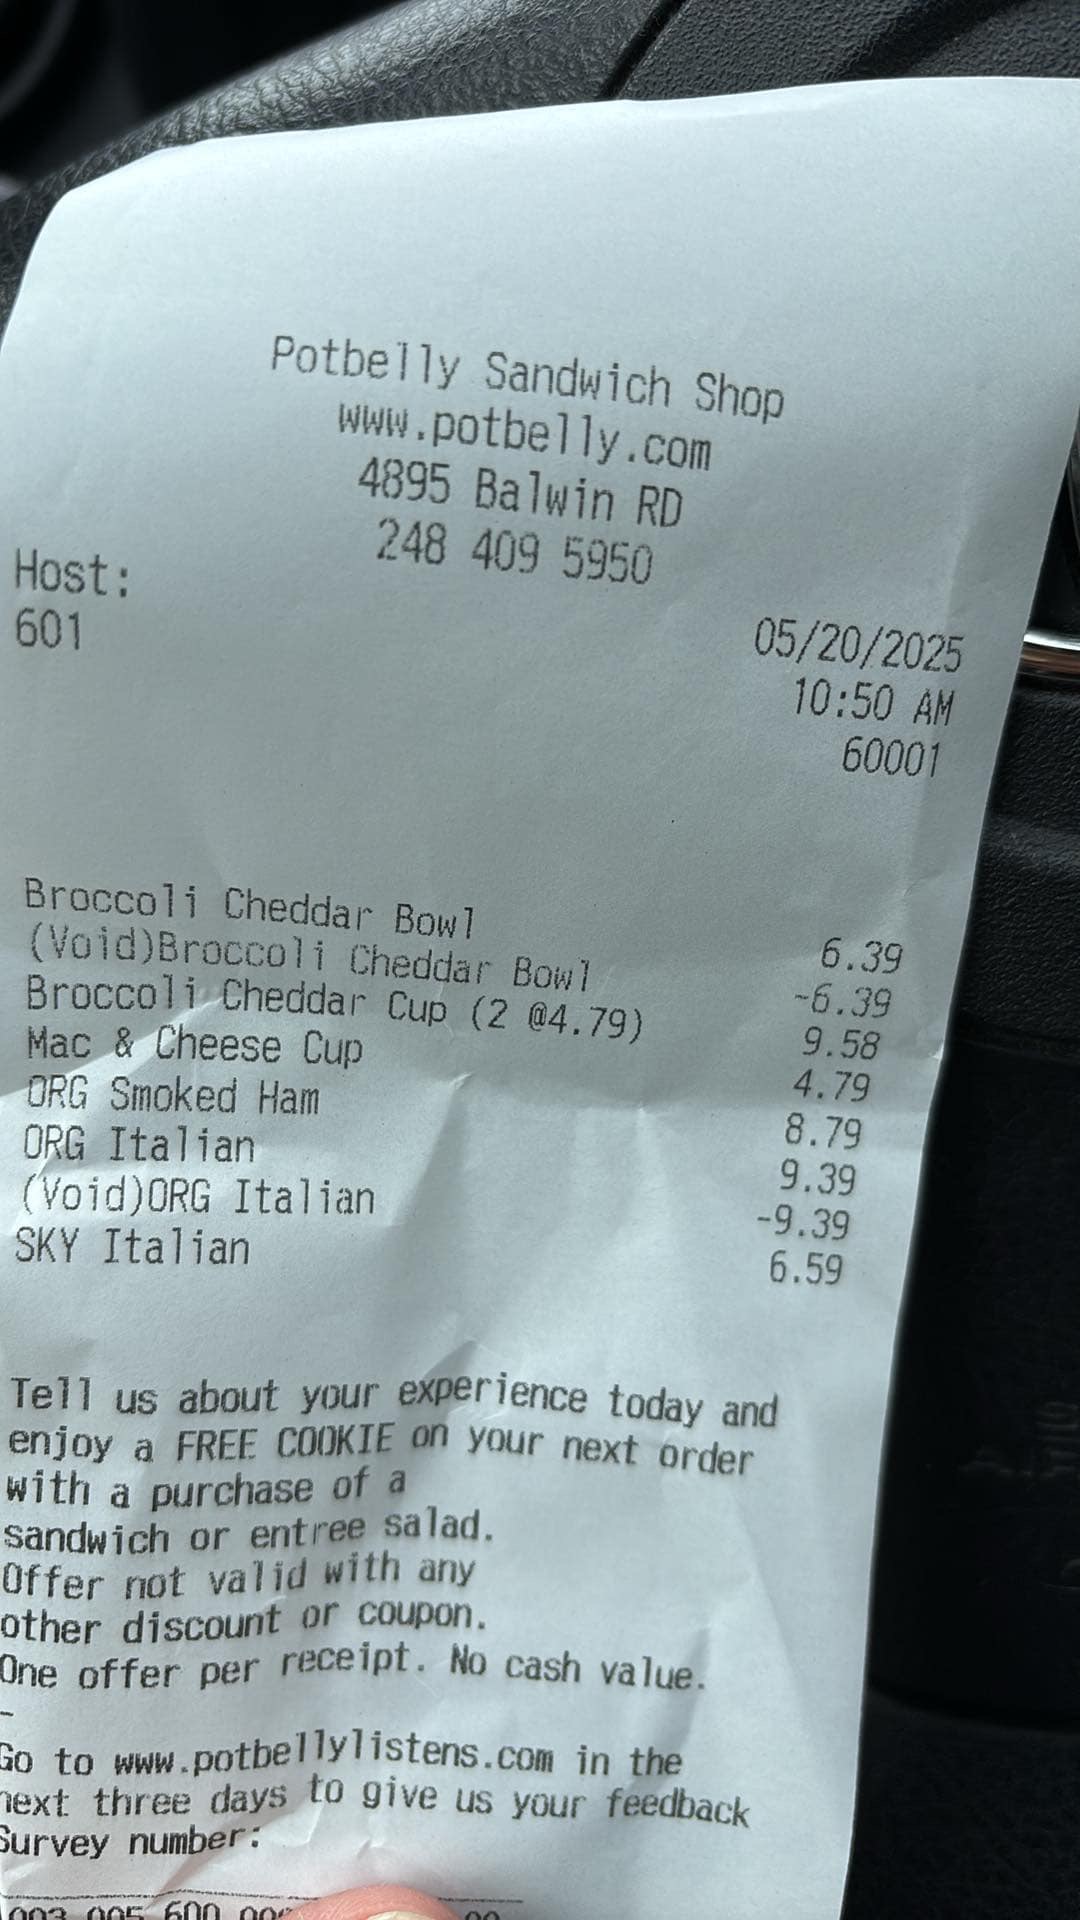 Potbelly Sandwich Shop
www.potbelly.com
4895 Balwin RD
248 409 5950
Host:
601
05/20/2025
10:50 AM
60001
Broccoli Cheddar Bowl 6.39
(Void)Broccoli Cheddar Bowl -6.39
Broccoli Cheddar Cup (2 @4.79) 9.58
Mac & Cheese Cup 4.79
ORG Smoked Ham 8.79
ORG Italian 9.39
(Void)ORG Italian -9.39
SKY Italian 6.59
Tell us about your experience today and
enjoy a FREE COOKIE on your next order
with a purchase of a
sandwich or entree salad.
Offer not valid with any
other discount or coupon.
One offer per receipt. No cash value.
-
Go to www.potbellylistens.com in the
next three days to give us your feedback
Survey number:
003 005 600